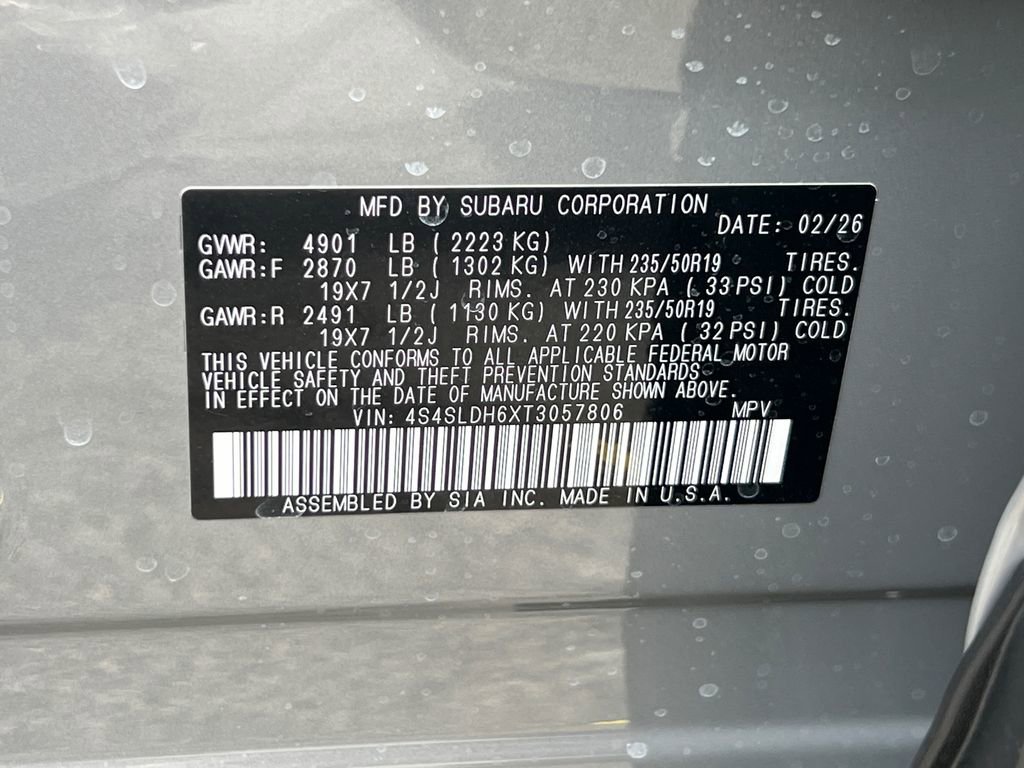 MFD BY SUBARU CORPORATION
DATE: 02/26
GVWR: 4901 LB ( 2223 KG)
GAWR:F 2870 LB ( 1302 KG) WITH 235/50R19 TIRES.
19X7 1/2J RIMS. AT 230 KPA ( 33 PSI) COLD
GAWR:R 2491 LB ( 1130 KG) WITH 235/50R19 TIRES.
19X7 1/2J RIMS. AT 220 KPA ( 32 PSI) COLD
THIS VEHICLE CONFORMS TO ALL APPLICABLE FEDERAL MOTOR
VEHICLE SAFETY AND THEFT PREVENTION STANDARDS
IN EFFECT ON THE DATE OF MANUFACTURE SHOWN ABOVE.
VIN: 4S4SLDH6XT3057806 MPV
ASSEMBLED BY SIA INC. MADE IN U.S.A.